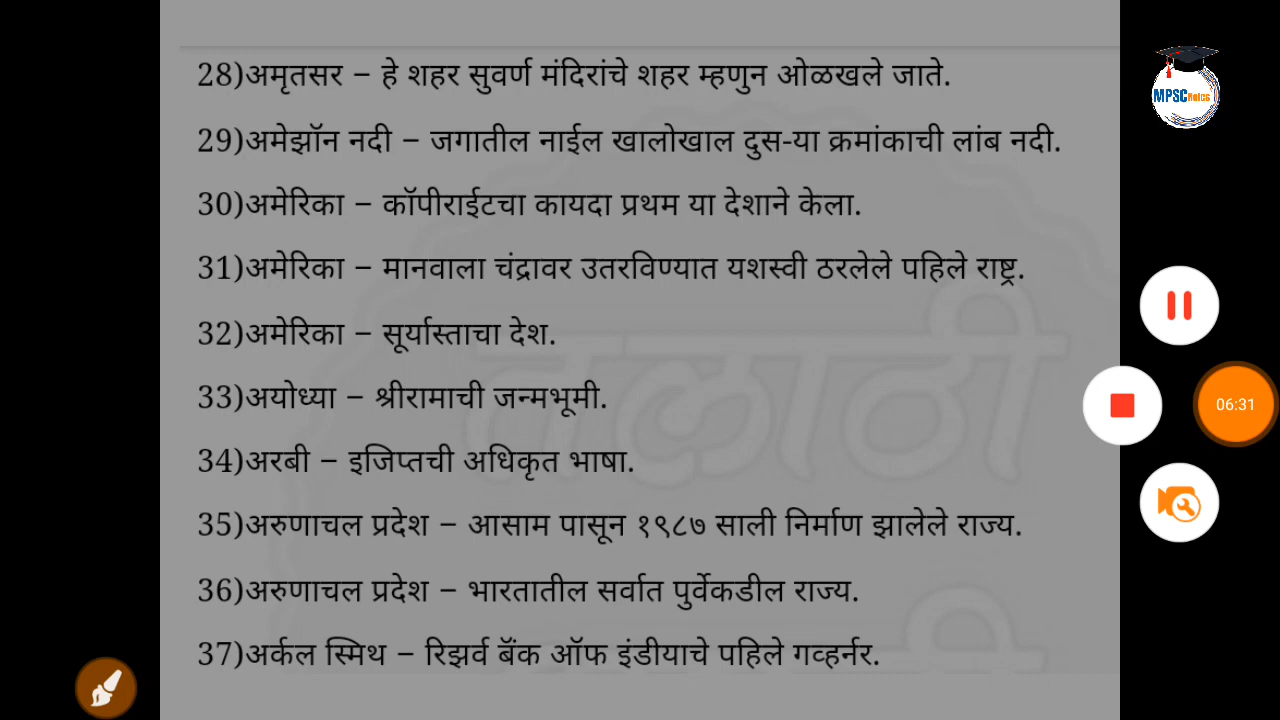 28)अमृतसर – हे शहर सुवर्ण मंदिरांचे शहर म्हणुन ओळखले जाते.
MPSC Rolcs
29)अमेझॉन नदी – जगातील नाईल खालोखाल दुस-या क्रमांकाची लांब नदी.
30)अमेरिका – कॉपीराईटचा कायदा प्रथम या देशाने केला.
31)अमेरिका – मानवाला चंद्रावर उतरविण्यात यशस्वी ठरलेले पहिले राष्ट्र.
32)अमेरिका – सूर्यास्ताचा देश.
33)अयोध्या – श्रीरामाची जन्मभूमी.
06:31
34)अरबी – इजिप्तची अधिकृत भाषा.
35)अरुणाचल प्रदेश – आसाम पासून १९८७ साली निर्माण झालेले राज्य.
36)अरुणाचल प्रदेश – भारतातील सर्वात पुर्वेकडील राज्य.
37)अर्कल स्मिथ – रिझर्व बॅंक ऑफ इंडीयाचे पहिले गव्हर्नर.
तलाठी